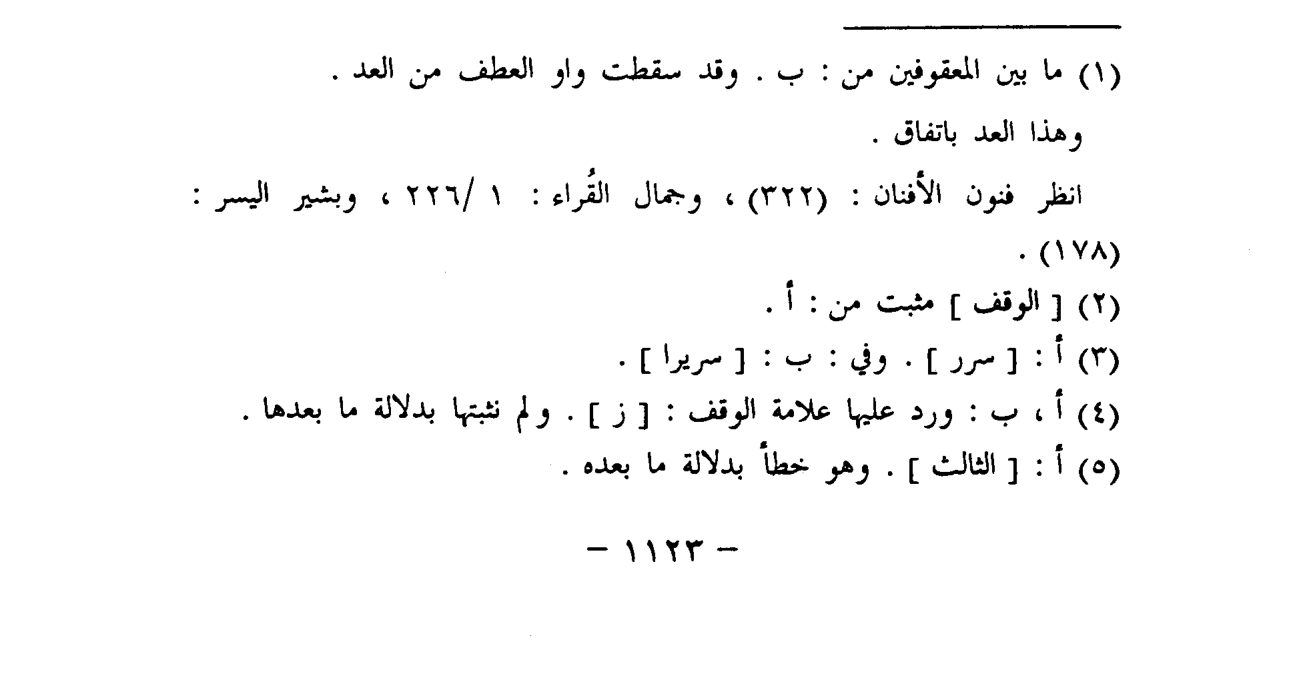 (١) ما بين المعقوفين من : ب . وقد سقطت واو العطف من العد .
وهذا العد باتفاق .
انظر فنون الأفنان : (٣٢٢) ، وجمال القُراء : ١ /٢٢٦ ، وبشير اليسر :
(١٧٨) .
(٢) [ الوقف ] مثبت من : أ .
(٣) أ : [ سرر ] . وفي : ب : [ سريرا ] .
(٤) أ ، ب : ورد عليها علامة الوقف : [ ز ] . ولم نثبتها بدلالة ما بعدها .
(٥) أ : [ الثالث ] . وهو خطأ بدلالة ما بعده .
– ١١٢٣ –